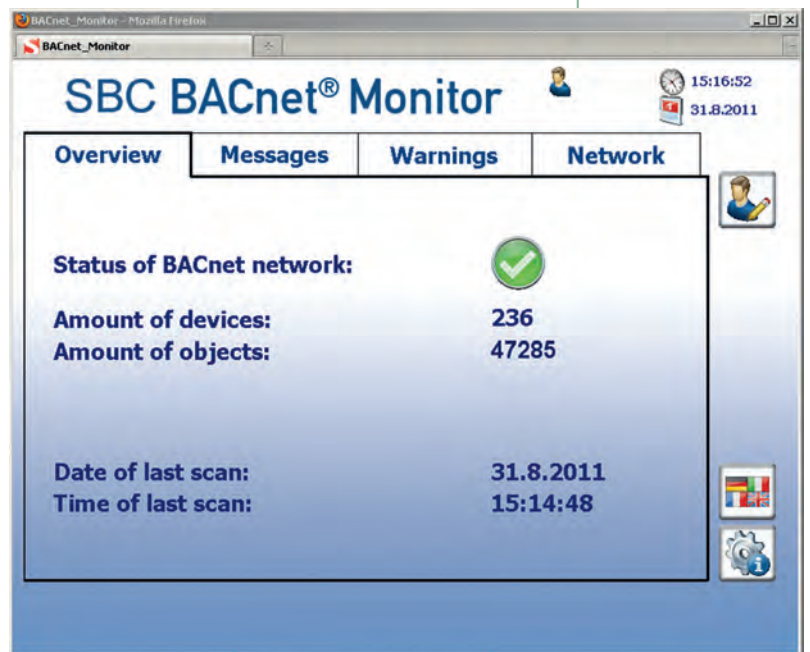 BACnet_Monitor - Mozilla Firefox
BACnet_Monitor
SBC BACnet® Monitor
15:16:52
31.8.2011
Overview Messages Warnings Network
Status of BACnet network:
Amount of devices: 236
Amount of objects: 47285
Date of last scan: 31.8.2011
Time of last scan: 15:14:48